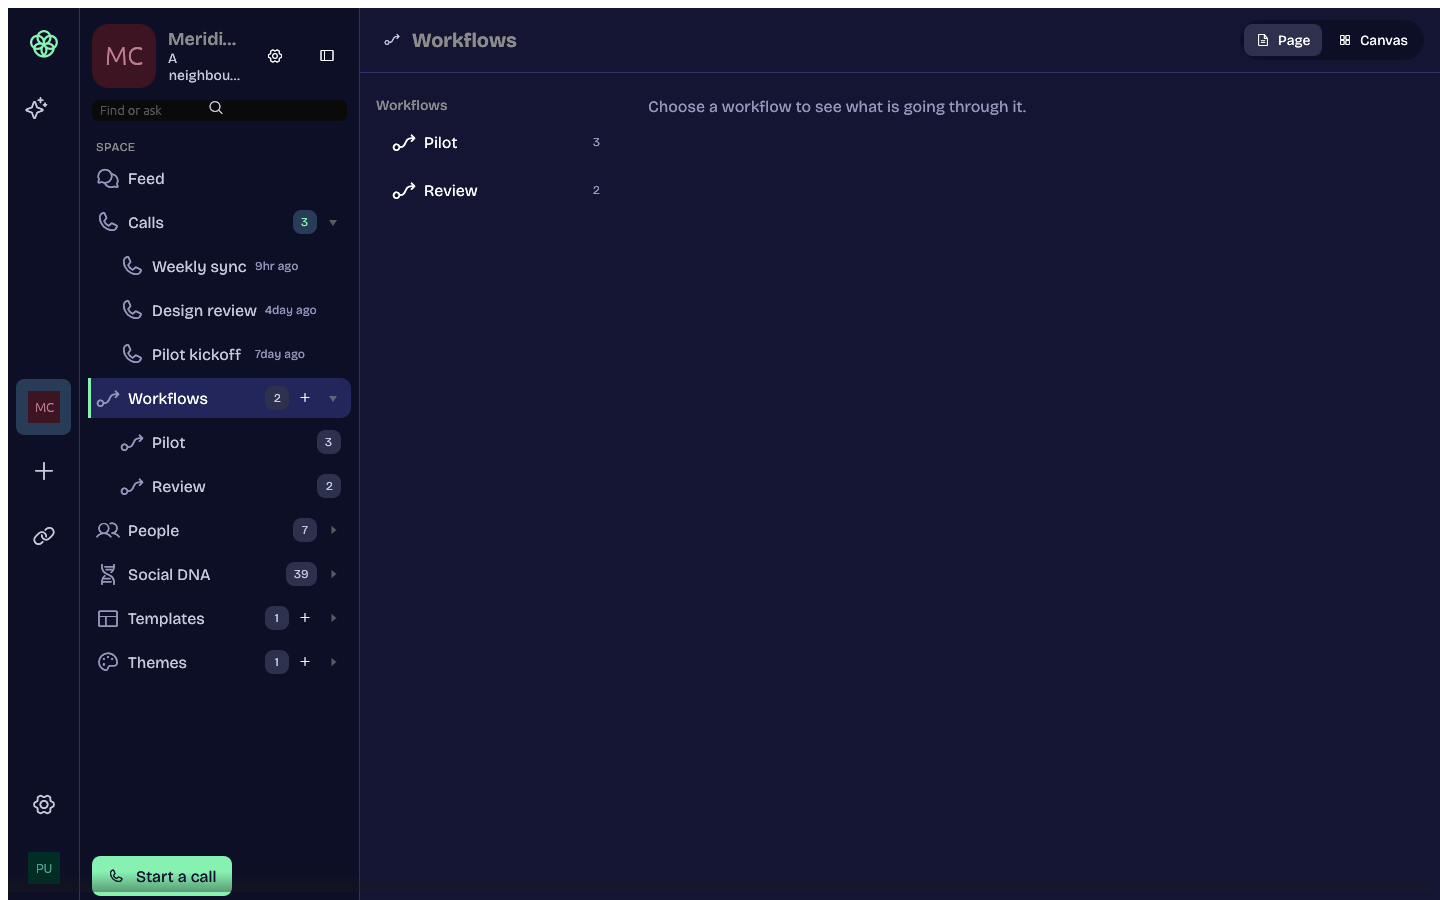 MC
Meridi...
A
neighbou...
Find or ask
SPACE
Feed
Calls 3
Weekly sync 9hr ago
Design review 4day ago
Pilot kickoff 7day ago
Workflows 2 +
Pilot 3
Review 2
People 7
Social DNA 39
Templates 1 +
Themes 1 +
Start a call
MC
PU
Workflows
Page
Canvas
Workflows
Pilot 3
Review 2
Choose a workflow to see what is going through it.